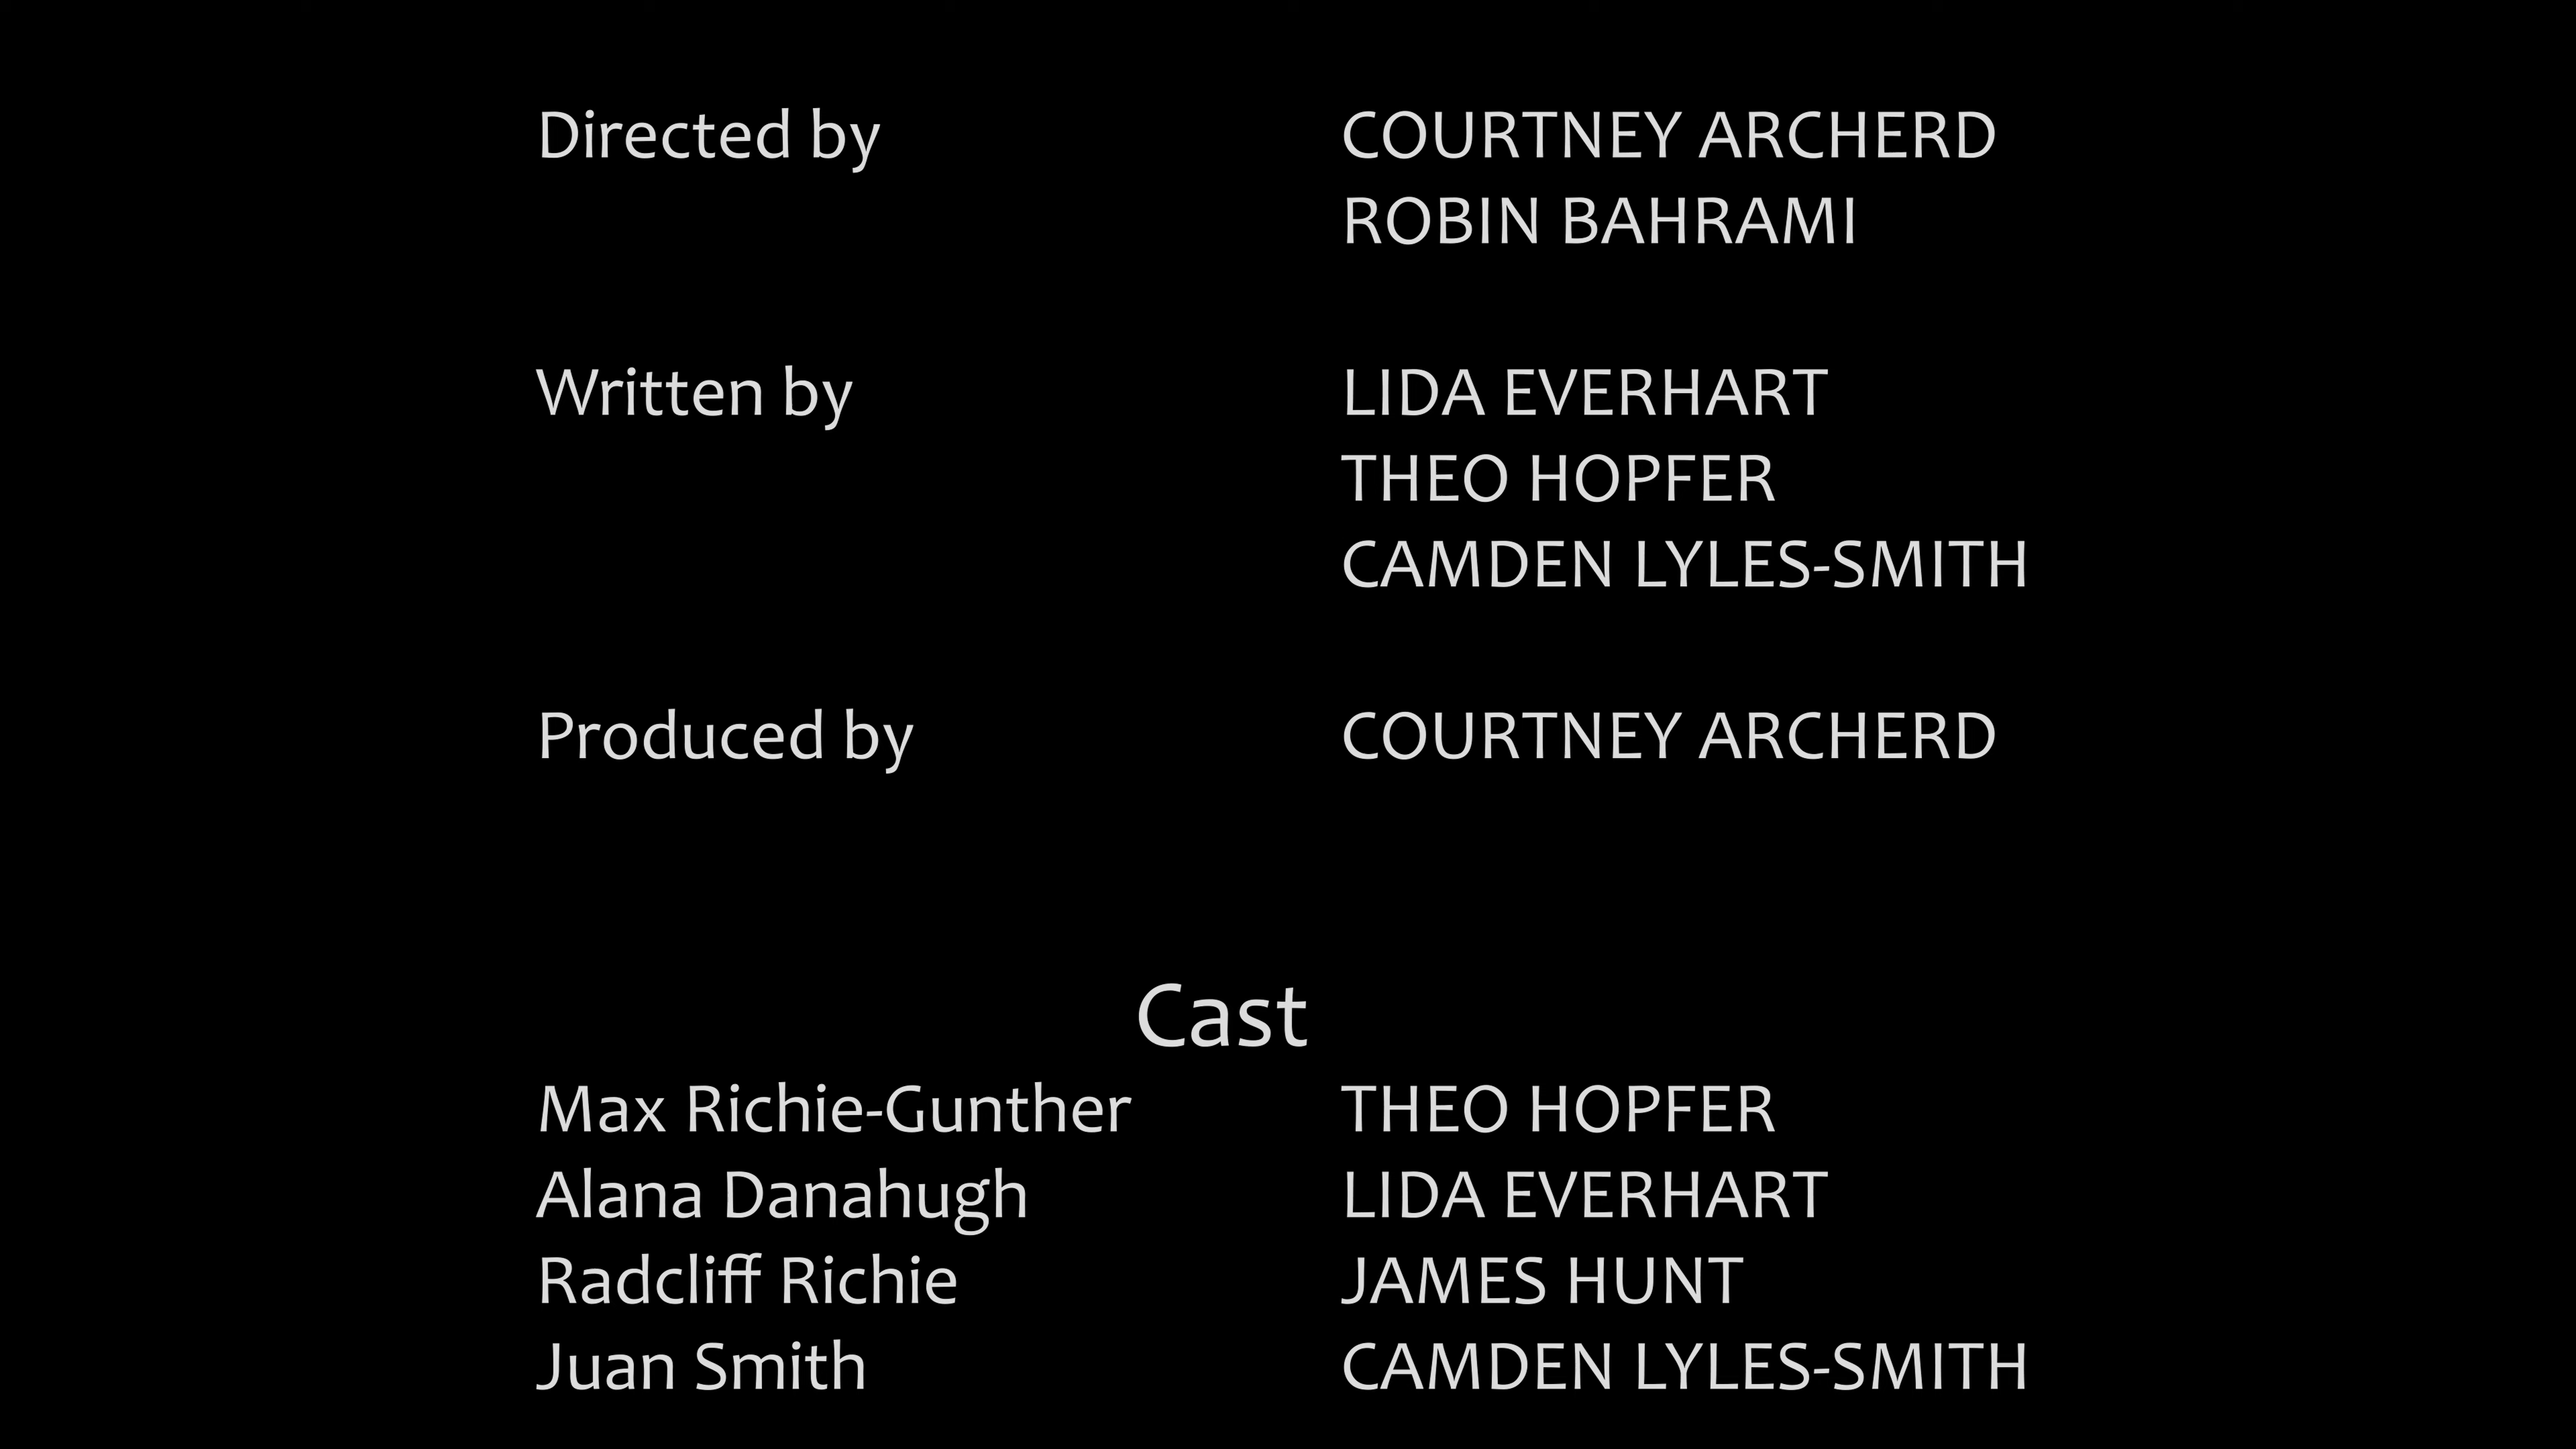 Directed by COURTNEY ARCHERD
ROBIN BAHRAMI
Written by LIDA EVERHART
THEO HOPFER
CAMDEN LYLES-SMITH
Produced by COURTNEY ARCHERD
Cast
Max Richie-Gunther THEO HOPFER
Alana Danahugh LIDA EVERHART
Radcliff Richie JAMES HUNT
Juan Smith CAMDEN LYLES-SMITH